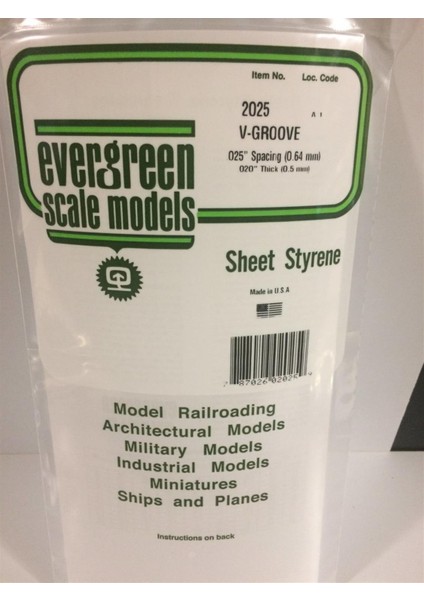 Item No. Loc. Code
2025 A 1
V-GROOVE
.025" Spacing (0.64 mm)
.020" Thick (0.5 mm)
evergreen
scale models
Sheet Styrene
Made in U S A
Model Railroading
Architectural Models
Military Models
Industrial Models
Miniatures
Ships and Planes
Instructions on back